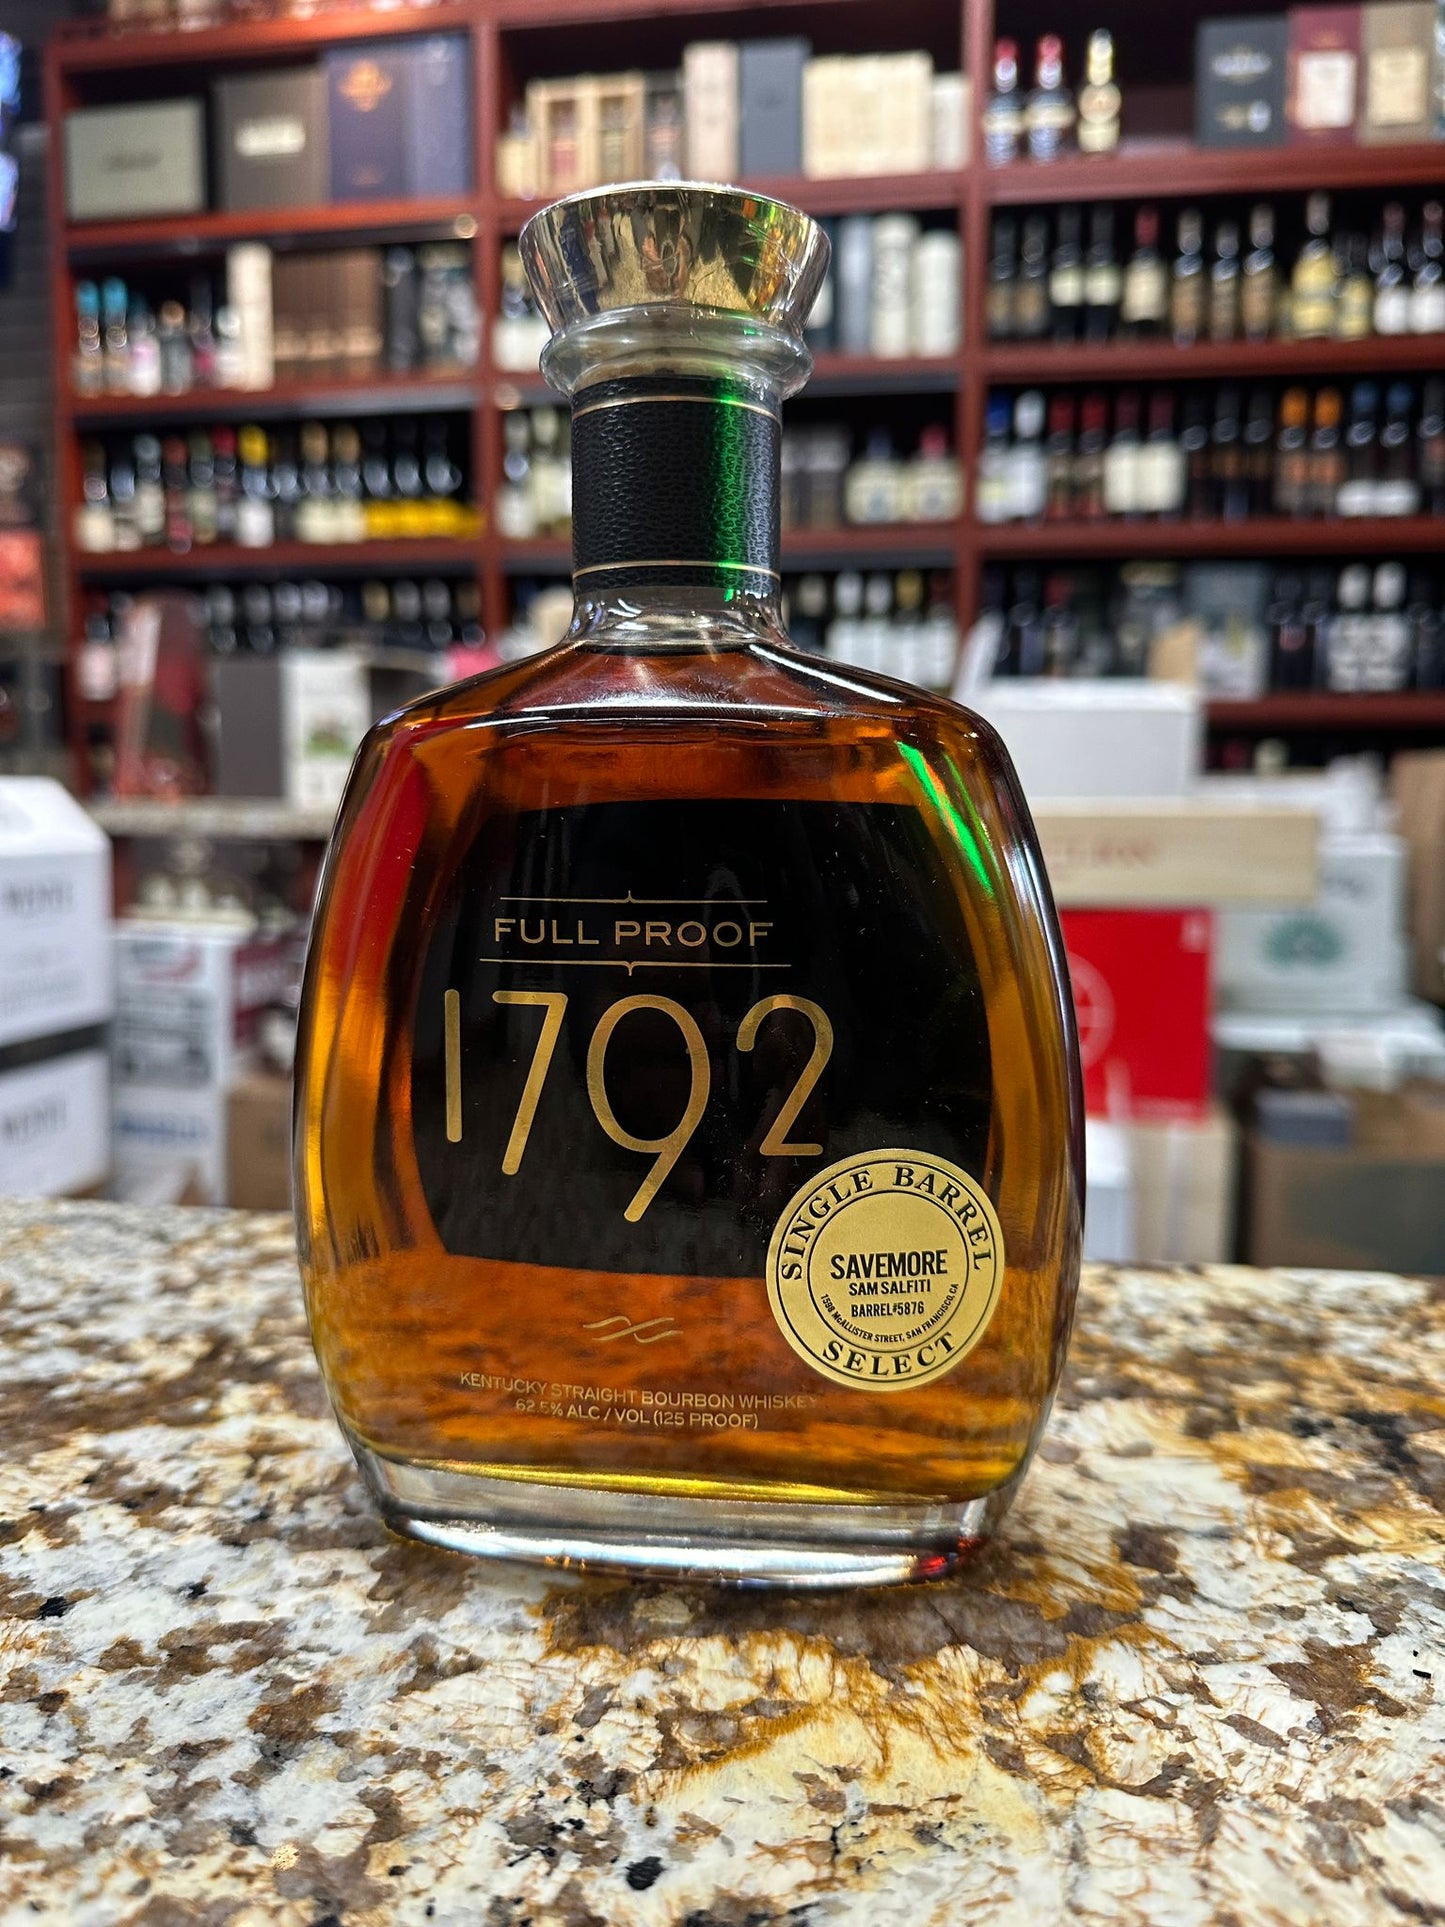 FULL PROOF
1792
SINGLE BARREL
SAVEMORE
SAM SALFITI
BARREL#5876
1598 McALLISTER STREET, SAN FRANCISCO, CA
SELECT
KENTUCKY STRAIGHT BOURBON WHISKEY
62.5% ALC / VOL (125 PROOF)